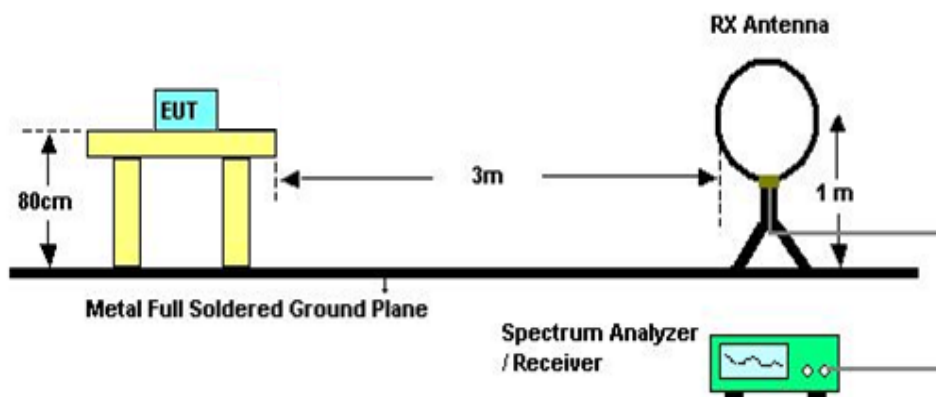 RX Antenna
EUT
3m
80cm
1 m
Metal Full Soldered Ground Plane
Spectrum Analyzer
/ Receiver